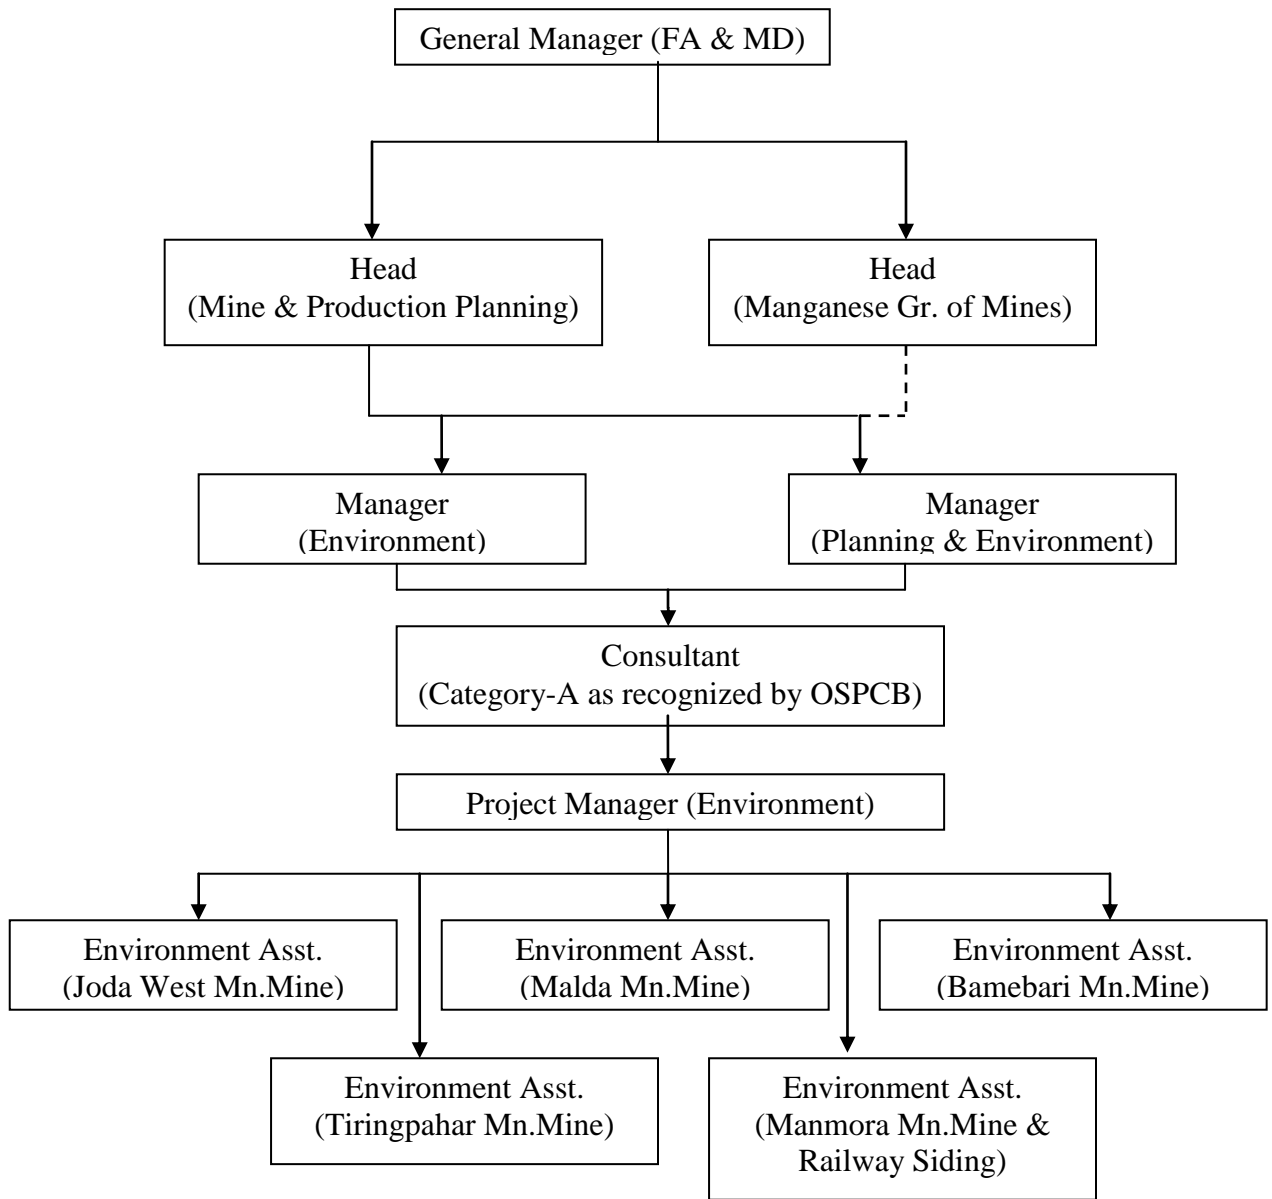 General Manager (FA & MD)
Head
(Mine & Production Planning)
Head
(Manganese Gr. of Mines)
Manager
(Environment)
Manager
(Planning & Environment)
Consultant
(Category-A as recognized by OSPCB)
Project Manager (Environment)
Environment Asst.
(Joda West Mn.Mine)
Environment Asst.
(Malda Mn.Mine)
Environment Asst.
(Bamebari Mn.Mine)
Environment Asst.
(Tiringpahar Mn.Mine)
Environment Asst.
(Manmora Mn.Mine &
Railway Siding)